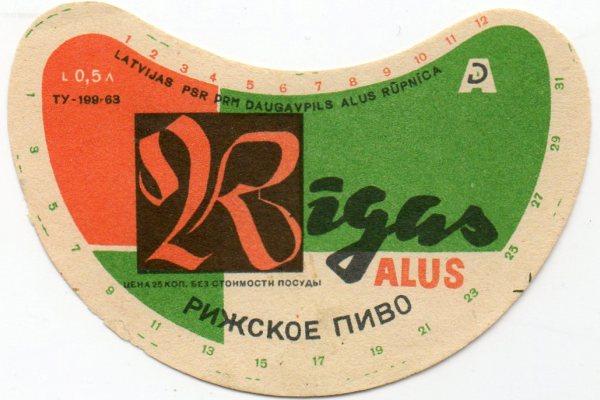 1 2 3 4 5 6 7 8 9 10 11 12
LATVIJAS PSR PRM DAUGAVPILS ALUS RŪPNĪCA
L 0,5 Л
ТУ-199-63
AD
Rīgas
ALUS
ЦЕНА 25 КОП. БЕЗ СТОИМОСТИ ПОСУДЫ
РИЖСКОЕ ПИВО
1 3 5 7 9 11 13 15 17 19 21 23 25 27 29 31